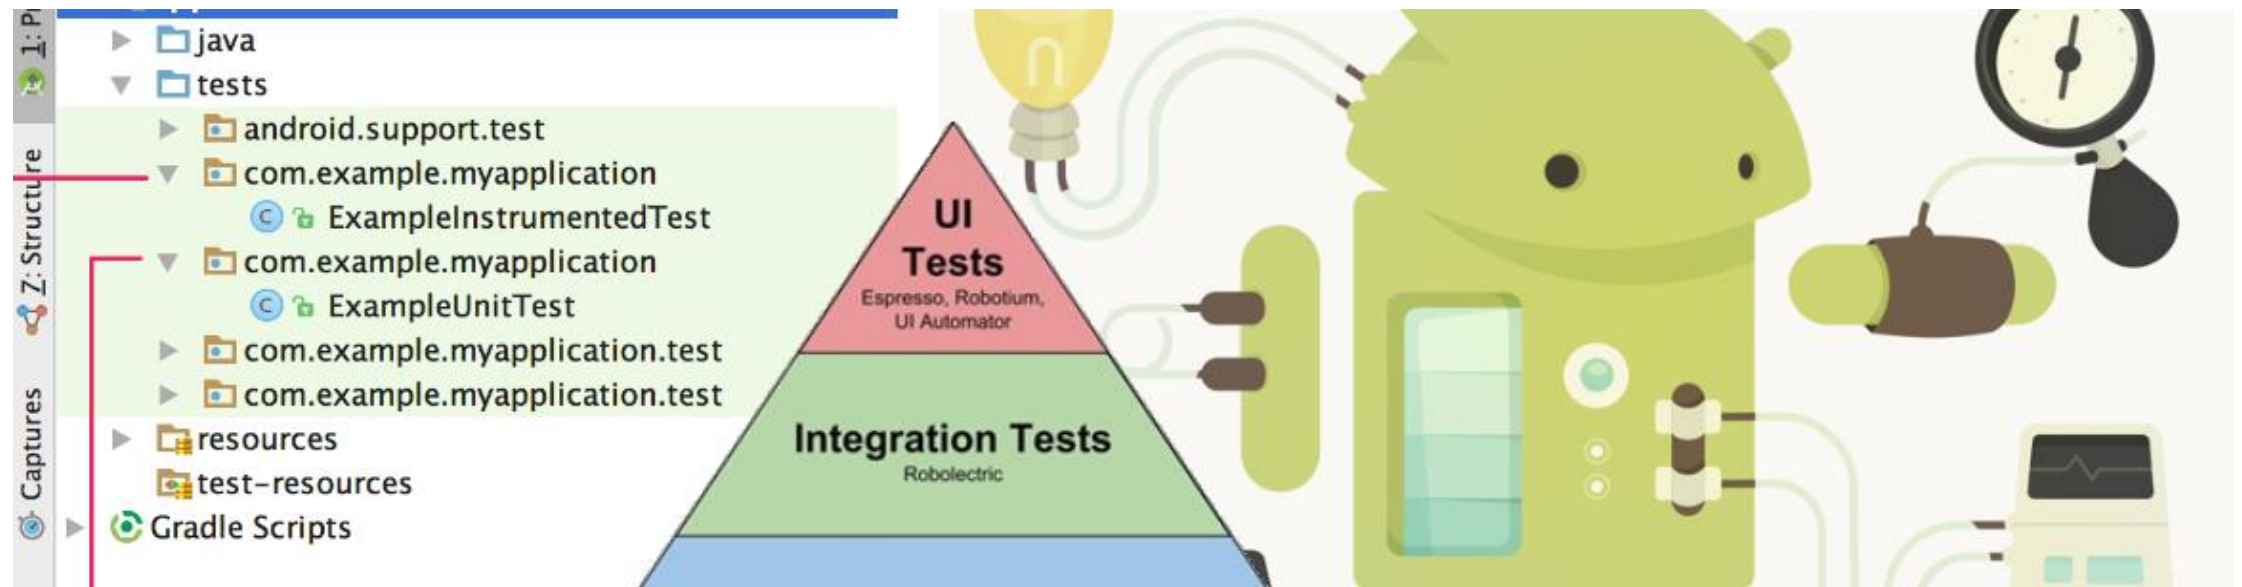 1: P
Z: Structure
Captures
java
tests
android.support.test
com.example.myapplication
ExampleInstrumentedTest
com.example.myapplication
ExampleUnitTest
com.example.myapplication.test
com.example.myapplication.test
resources
test-resources
Gradle Scripts
UI
Tests
Espresso, Robotium,
UI Automator
Integration Tests
Robolectric